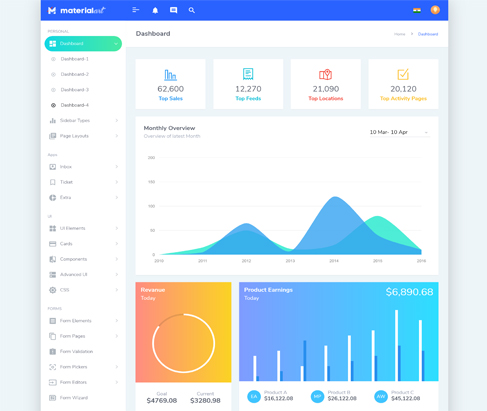 materialart
Dashboard
Home > Dashboard
PERSONAL
Dashboard
Dashboard-1
Dashboard-2
Dashboard-3
Dashboard-4
Sidebar Types
Page Layouts
Apps
Inbox
Ticket
Extra
UI
UI Elements
Cards
Components
Advanced UI
CSS
FORMS
Form Elements
Form Pages
Form Validation
Form Pickers
Form Editors
Form Wizard
62,600
Top Sales
12,270
Top Feeds
21,090
Top Locations
20,120
Top Activity Pages
Monthly Overview
Overview of Latest Month
10 Mar- 10 Apr
200
150
100
50
0
2010 2011 2012 2013 2014 2015 2016
Revenue
Today
Goal
$4769.08
Current
$3280.98
Product Earnings
Today
$6,890.68
EA
Product A
$16,122.08
MP
Product B
$26,122.08
AW
Product C
$45,122.08